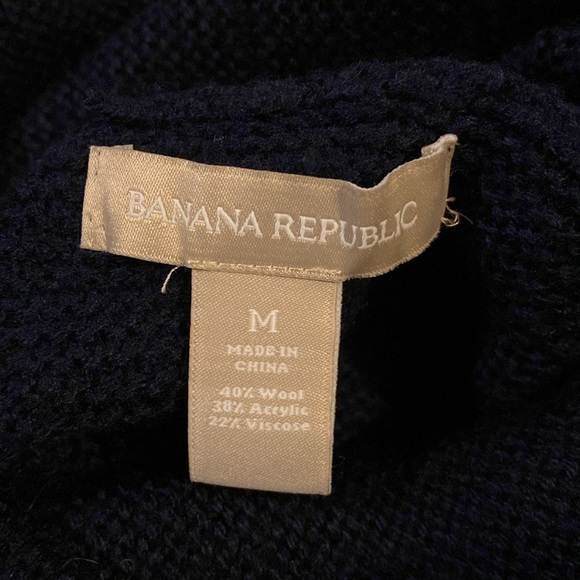 BANANA REPUBLIC
M
MADE IN
CHINA
40% Wool
38% Acrylic
22% Viscose